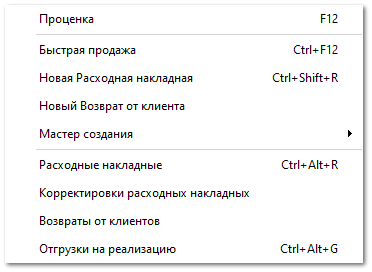 Проценка F12
Быстрая продажа Ctrl+F12
Новая Расходная накладная Ctrl+Shift+R
Новый Возврат от клиента
Мастер создания
Расходные накладные Ctrl+Alt+R
Корректировки расходных накладных
Возвраты от клиентов
Отгрузки на реализацию Ctrl+Alt+G